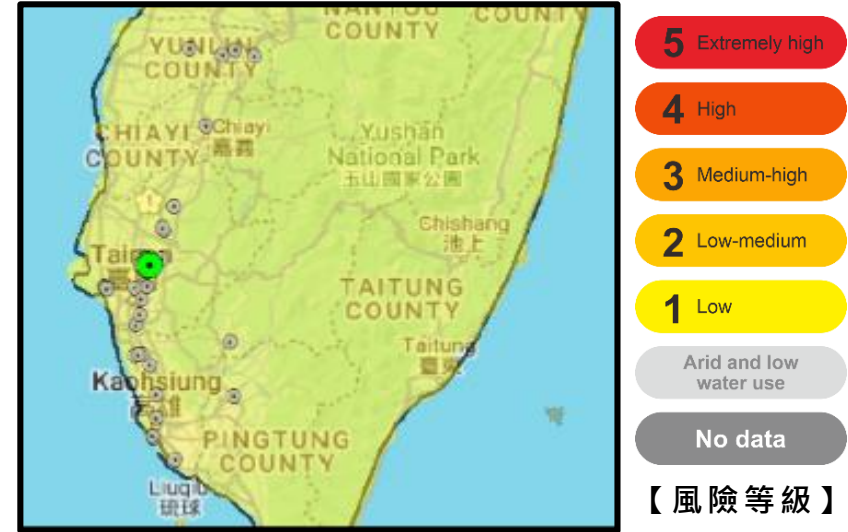 NANTOU
COUNTY
COUNTY
YUNLIN
COUNTY
CHIAYI
COUNTY
Chiayi
嘉義
Yushan
National Park
玉山國家公園
Chishang
池上
TAITUNG
COUNTY
Taitung
Kaohsiung
PINGTUNG
COUNTY
Liuqiu
琉球
5 Extremely high
4 High
3 Medium-high
2 Low-medium
1 Low
Arid and low
water use
No data
【風險等級】